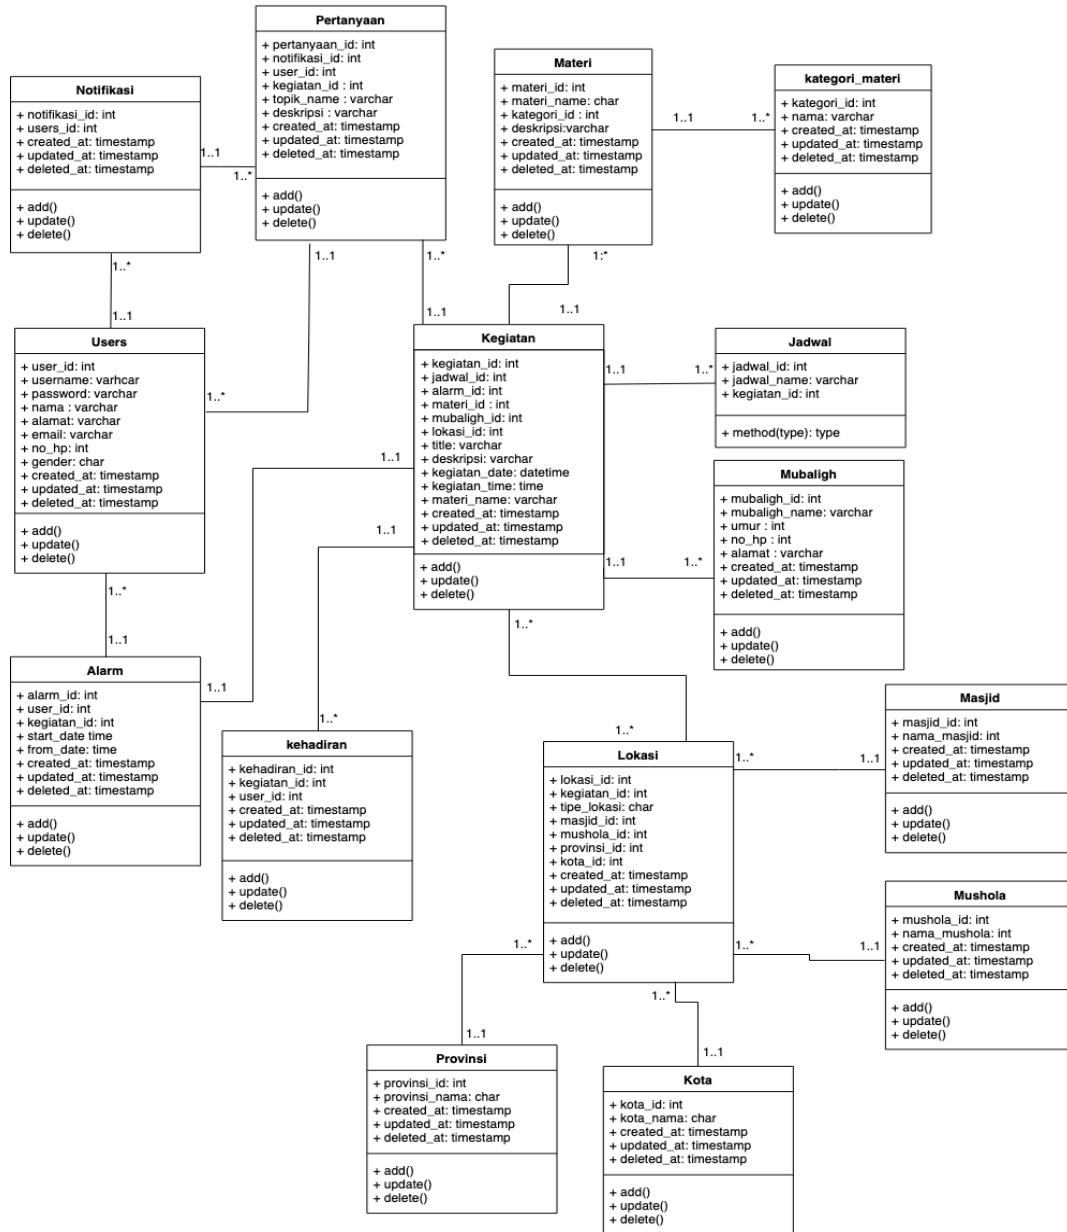 Pertanyaan
+ pertanyaan_id: int
+ notifikasi_id: int
+ user_id: int
+ kegiatan_id : int
+ topik_name : varchar
+ deskripsi : varchar
+ created_at: timestamp
+ updated_at: timestamp
+ deleted_at: timestamp
+ add()
+ update()
+ delete()
Notifikasi
+ notifikasi_id: int
+ users_id: int
+ created_at: timestamp
+ updated_at: timestamp
+ deleted_at: timestamp
+ add()
+ update()
+ delete()
1..1
1..*
Materi
+ materi_id: int
+ materi_name: char
+ kategori_id : int
+ deskripsi:varchar
+ created_at: timestamp
+ updated_at: timestamp
+ deleted_at: timestamp
+ add()
+ update()
+ delete()
1..1
1..*
kategori_materi
+ kategori_id: int
+ nama: varchar
+ created_at: timestamp
+ updated_at: timestamp
+ deleted_at: timestamp
+ add()
+ update()
+ delete()
1..*
1..1
1..1
1..*
1..*
1..1
1:*
1..1
Users
+ user_id: int
+ username: varhcar
+ password: varchar
+ nama : varchar
+ alamat: varchar
+ email: varchar
+ no_hp: int
+ gender: char
+ created_at: timestamp
+ updated_at: timestamp
+ deleted_at: timestamp
+ add()
+ update()
+ delete()
Kegiatan
+ kegiatan_id: int
+ jadwal_id: int
+ alarm_id: int
+ materi_id : int
+ mubaligh_id: int
+ lokasi_id: int
+ title: varchar
+ deskripsi: varchar
+ kegiatan_date: datetime
+ kegiatan_time: time
+ materi_name: varchar
+ created_at: timestamp
+ updated_at: timestamp
+ deleted_at: timestamp
+ add()
+ update()
+ delete()
1..1
1..*
Jadwal
+ jadwal_id: int
+ jadwal_name: varchar
+ kegiatan_id: int
+ method(type): type
1..1
1..*
Mubaligh
+ mubaligh_id: int
+ mubaligh_name: varchar
+ umur : int
+ no_hp : int
+ alamat : varchar
+ created_at: timestamp
+ updated_at: timestamp
+ deleted_at: timestamp
+ add()
+ update()
+ delete()
1..1
1..1
1..*
1..1
1..1
1..*
1..*
1..*
Alarm
+ alarm_id: int
+ user_id: int
+ kegiatan_id: int
+ start_date time
+ from_date: time
+ created_at: timestamp
+ updated_at: timestamp
+ deleted_at: timestamp
+ add()
+ update()
+ delete()
kehadiran
+ kehadiran_id: int
+ kegiatan_id: int
+ user_id: int
+ created_at: timestamp
+ updated_at: timestamp
+ deleted_at: timestamp
+ add()
+ update()
+ delete()
Lokasi
+ lokasi_id: int
+ kegiatan_id: int
+ tipe_lokasi: char
+ masjid_id: int
+ mushola_id: int
+ provinsi_id: int
+ kota_id: int
+ created_at: timestamp
+ updated_at: timestamp
+ deleted_at: timestamp
+ add()
+ update()
+ delete()
1..*
1..1
Masjid
+ masjid_id: int
+ nama_masjid: int
+ created_at: timestamp
+ updated_at: timestamp
+ deleted_at: timestamp
+ add()
+ update()
+ delete()
1..*
1..1
Mushola
+ mushola_id: int
+ nama_mushola: int
+ created_at: timestamp
+ updated_at: timestamp
+ deleted_at: timestamp
+ add()
+ update()
+ delete()
1..*
1..1
1..*
1..1
Provinsi
+ provinsi_id: int
+ provinsi_nama: char
+ created_at: timestamp
+ updated_at: timestamp
+ deleted_at: timestamp
+ add()
+ update()
+ delete()
Kota
+ kota_id: int
+ kota_nama: char
+ created_at: timestamp
+ updated_at: timestamp
+ deleted_at: timestamp
+ add()
+ update()
+ delete()